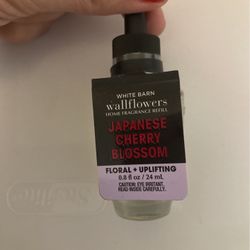 WHITE BARN
wallflowers
HOME FRAGRANCE REFILL
JAPANESE
CHERRY
BLOSSOM
FLORAL + UPLIFTING
0.8 fl oz / 24 mL
CAUTION: EYE IRRITANT.
READ INSIDE CAREFULLY.